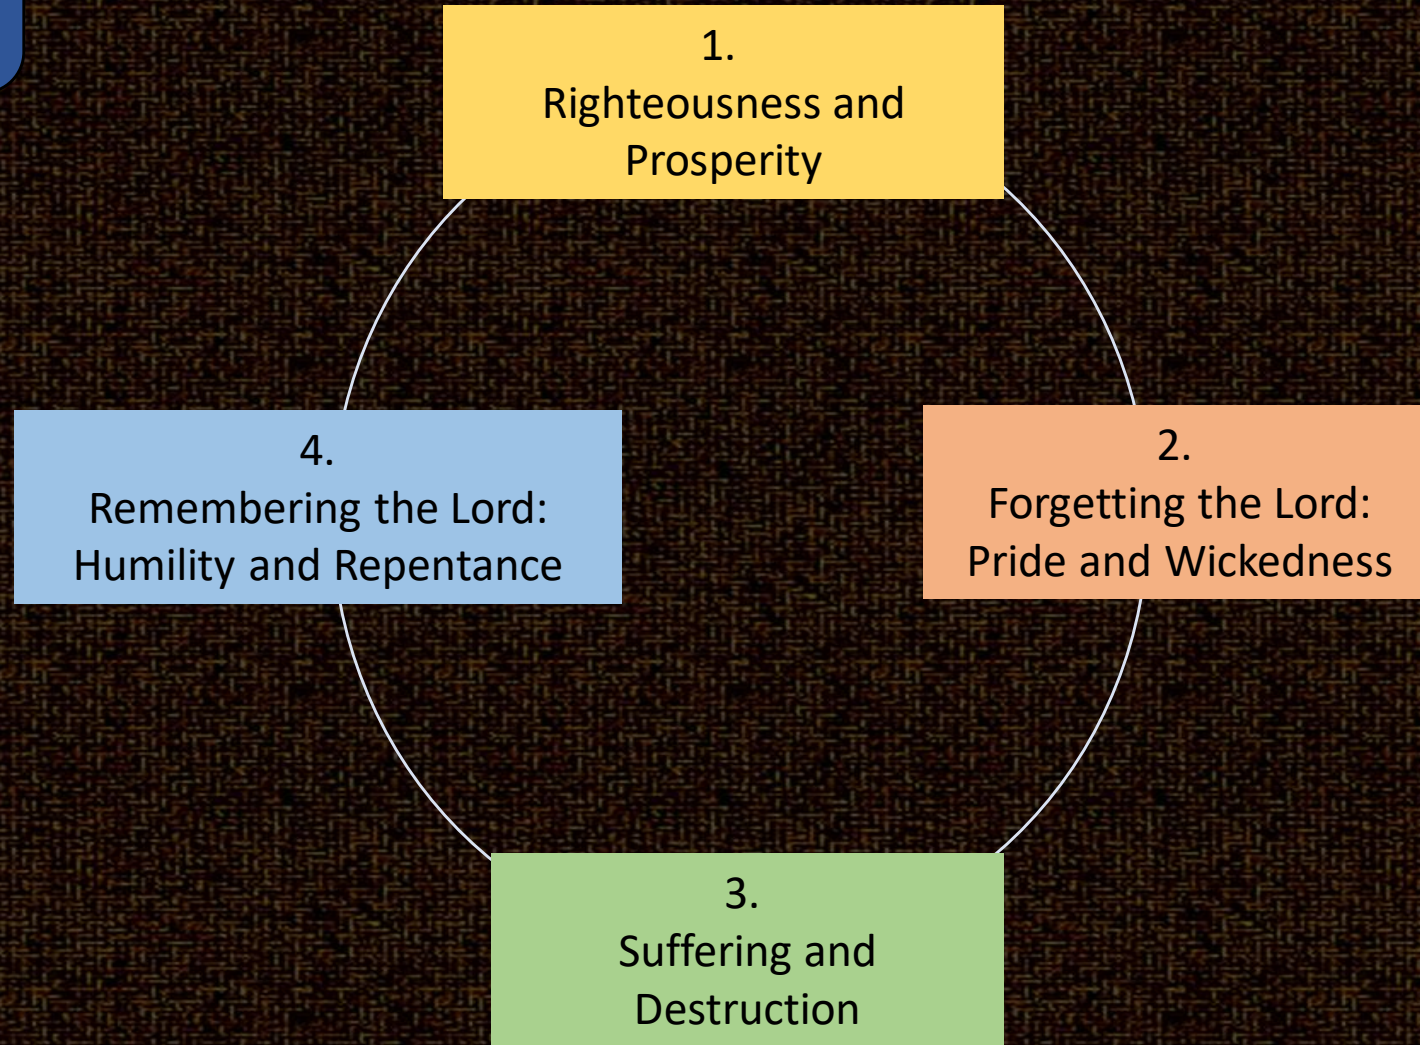 1.
Righteousness and
Prosperity
2.
Forgetting the Lord:
Pride and Wickedness
3.
Suffering and
Destruction
4.
Remembering the Lord:
Humility and Repentance